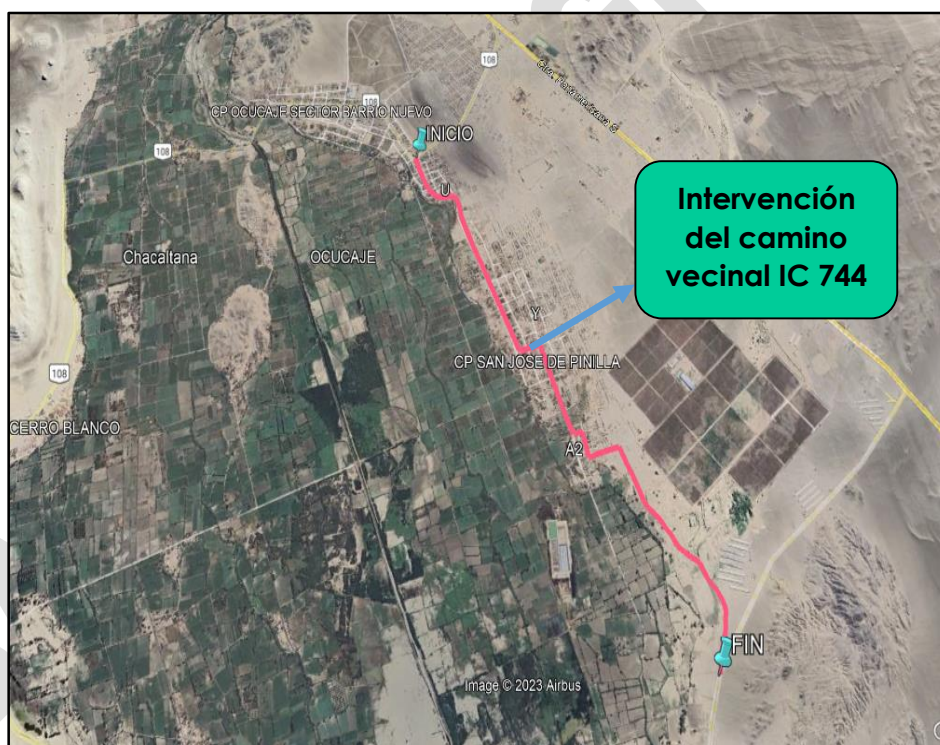 108
108
CP OCUCAJE SECTOR BARRIO NUEVO
INICIO
108
U
Intervención
del camino
vecinal IC 744
Chacaltana
OCUCAJE
Y
CP SAN JOSE DE PINILLA
108
CERRO BLANCO
A2
FIN
Image © 2023 Airbus